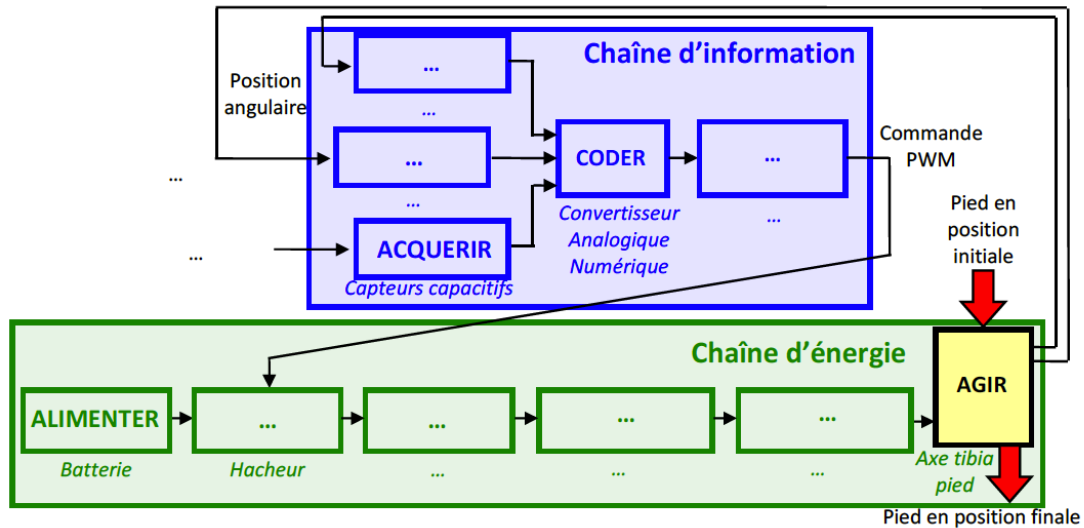 Chaîne d’information
...
...
Position
angulaire
...
...
...
ACQUERIR
Capteurs capacitifs
CODER
Convertisseur
Analogique
Numérique
...
...
Commande
PWM
...
...
Pied en
position
initiale
Chaîne d’énergie
ALIMENTER
Batterie
...
Hacheur
...
...
...
...
...
...
AGIR
Axe tibia
pied
Pied en position finale